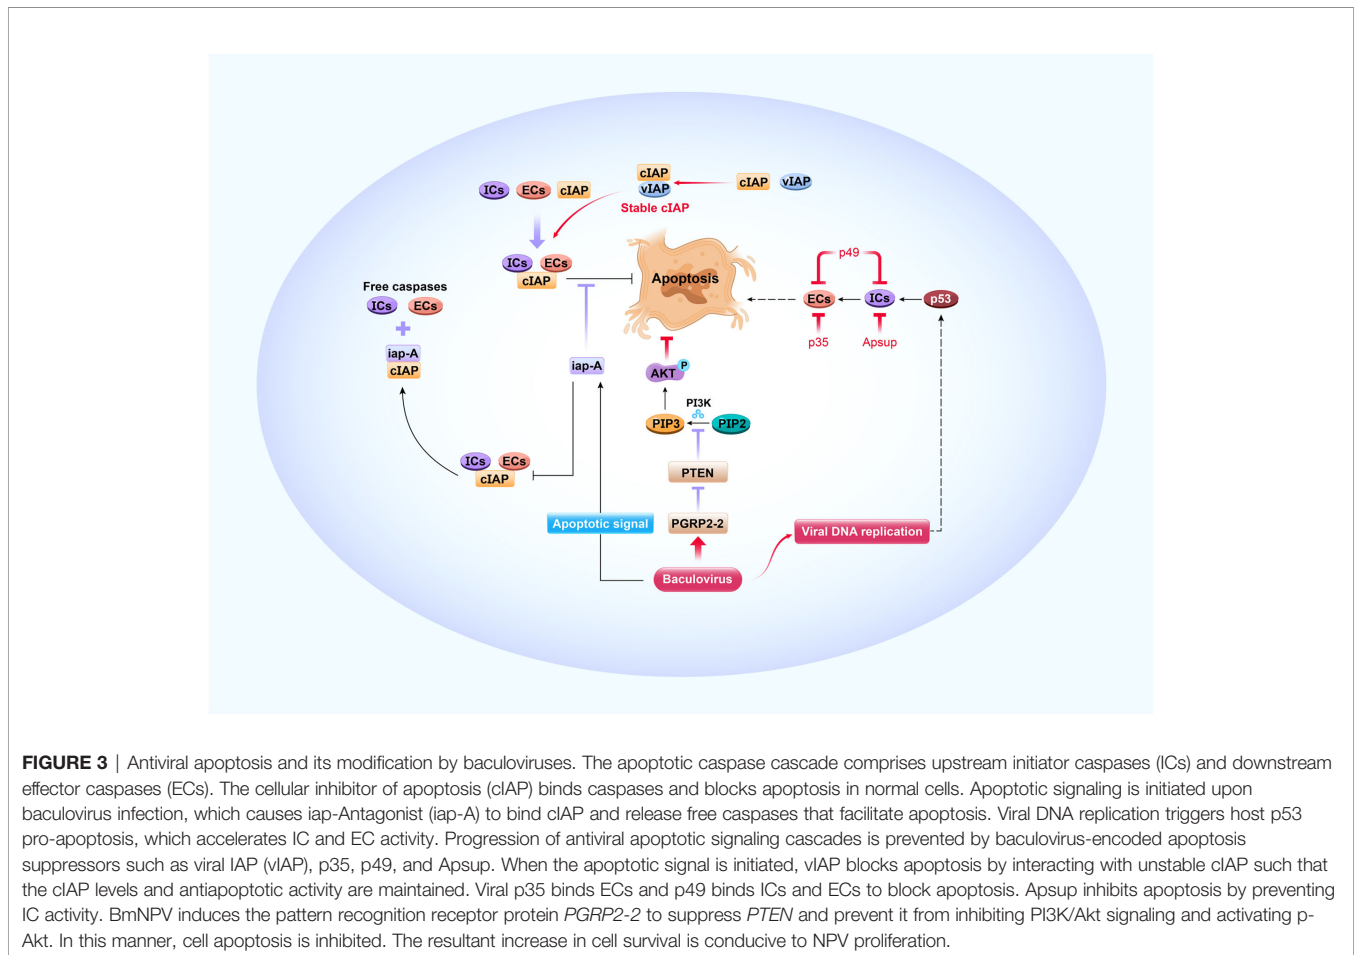 cIAP
vIAP
Stable cIAP
cIAP
vIAP
ICs
ECs
cIAP
ICs
ECs
cIAP
Apoptosis
p49
ECs
ICs
p53
p35
Apsup
Free caspases
ICs
ECs
iap-A
cIAP
iap-A
AKT
P
PI3K
PIP3
PIP2
ICs
ECs
cIAP
PTEN
Apoptotic signal
PGRP2-2
Viral DNA replication
Baculovirus
FIGURE 3 | Antiviral apoptosis and its modification by baculoviruses. The apoptotic caspase cascade comprises upstream initiator caspases (ICs) and downstream
effector caspases (ECs). The cellular inhibitor of apoptosis (cIAP) binds caspases and blocks apoptosis in normal cells. Apoptotic signaling is initiated upon
baculovirus infection, which causes iap-Antagonist (iap-A) to bind cIAP and release free caspases that facilitate apoptosis. Viral DNA replication triggers host p53
pro-apoptosis, which accelerates IC and EC activity. Progression of antiviral apoptotic signaling cascades is prevented by baculovirus-encoded apoptosis
suppressors such as viral IAP (vIAP), p35, p49, and Apsup. When the apoptotic signal is initiated, vIAP blocks apoptosis by interacting with unstable cIAP such that
the cIAP levels and antiapoptotic activity are maintained. Viral p35 binds ECs and p49 binds ICs and ECs to block apoptosis. Apsup inhibits apoptosis by preventing
IC activity. BmNPV induces the pattern recognition receptor protein PGRP2-2 to suppress PTEN and prevent it from inhibiting PI3K/Akt signaling and activating p-
Akt. In this manner, cell apoptosis is inhibited. The resultant increase in cell survival is conducive to NPV proliferation.